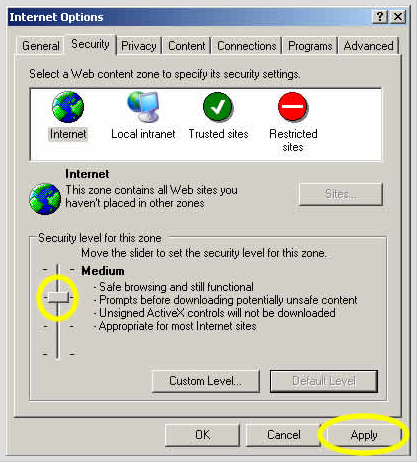 Internet Options
General Security Privacy Content Connections Programs Advanced
Select a Web content zone to specify its security settings.
Internet Local intranet Trusted sites Restricted sites
Internet
This zone contains all Web sites you
haven't placed in other zones
Sites...
Security level for this zone
Move the slider to set the security level for this zone.
Medium
- Safe browsing and still functional
- Prompts before downloading potentially unsafe content
- Unsigned ActiveX controls will not be downloaded
- Appropriate for most Internet sites
Custom Level... Default Level
OK Cancel Apply